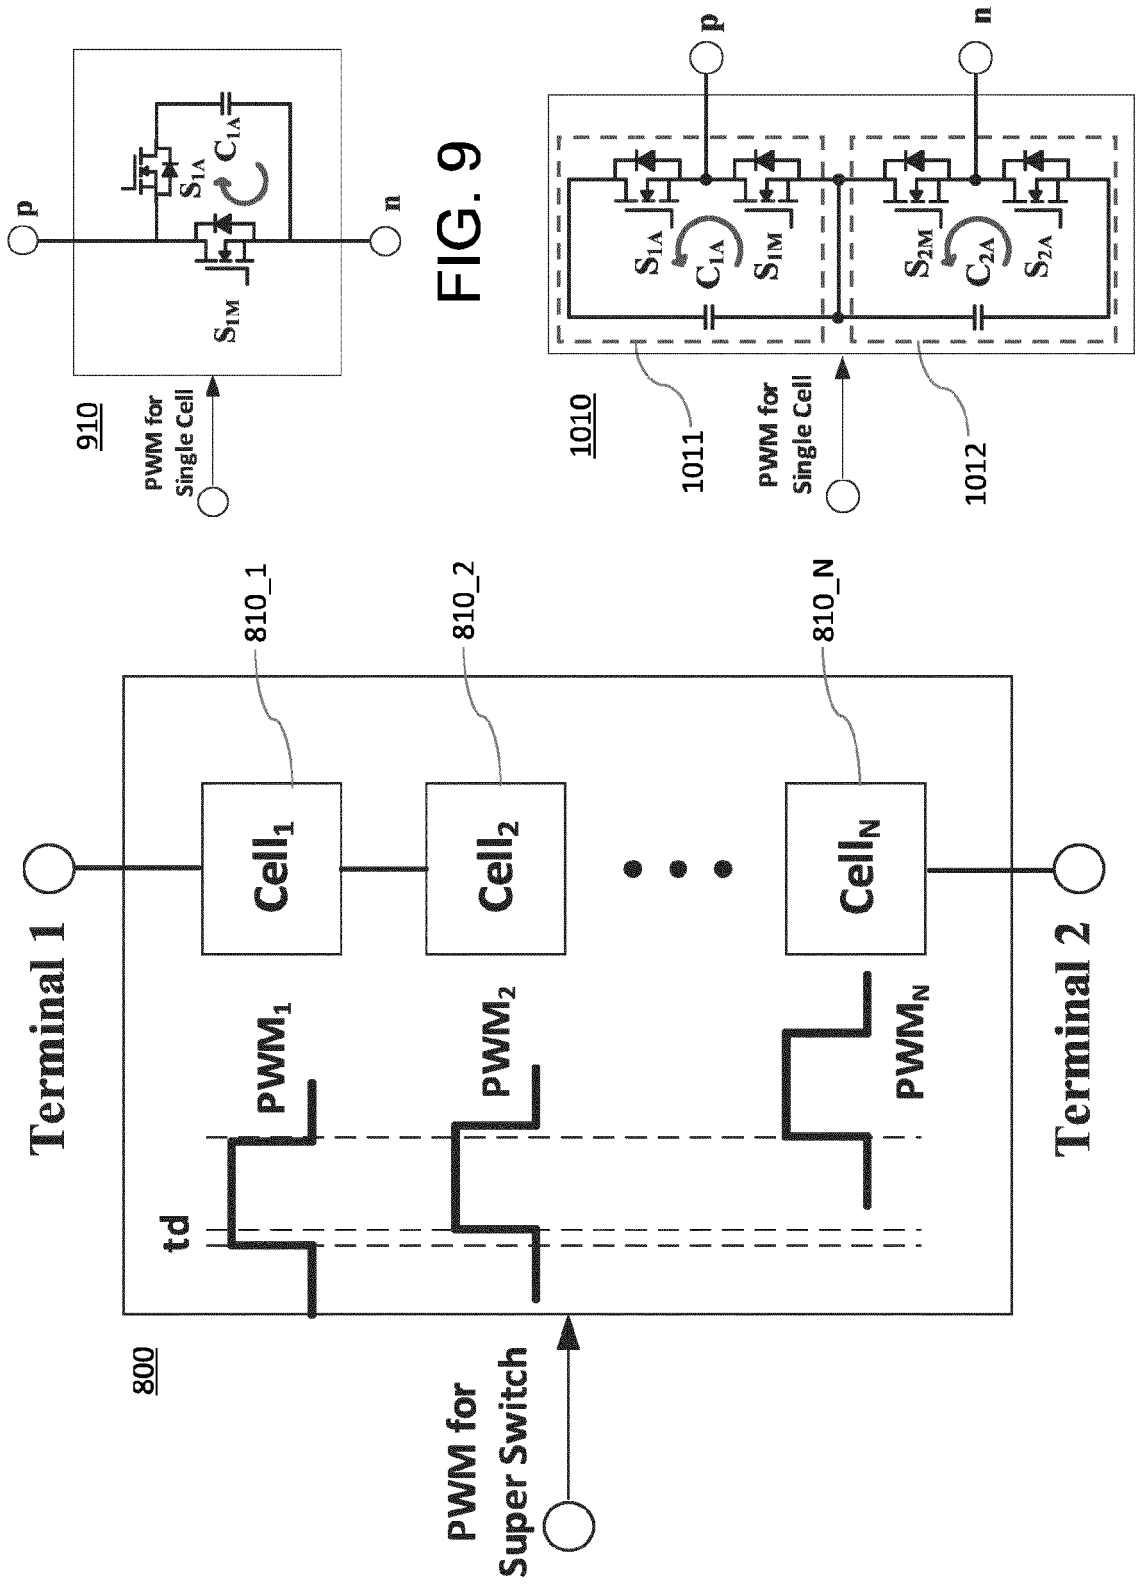 800
Terminal 1
td
PWM1
Cell1
810_1
PWM for
Super Switch
PWM2
Cell2
810_2
PWMN
CellN
810_N
Terminal 2
910
p
PWM for
Single Cell
S1M
S1A
C1A
n
FIG. 9
1010
1011
PWM for
Single Cell
1012
S1A
C1A
S1M
S2M
C2A
S2A
p
n